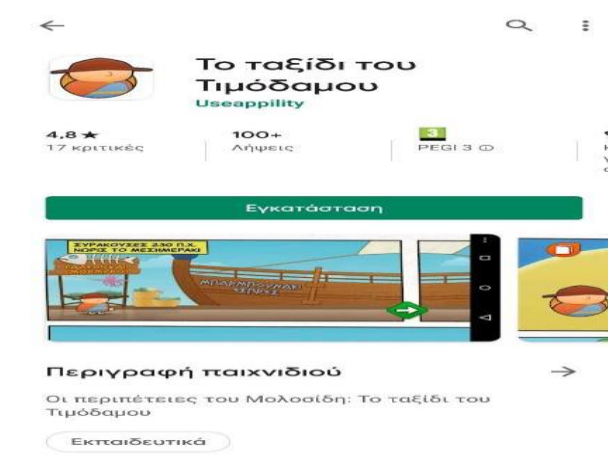 Το ταξίδι του
Τιμόδαμου
Useappility
4,8 ★
17 κριτικές
100+
Λήψεις
3
PEGI 3
Εγκατάσταση
ΣΥΡΑΚΟΥΣΕΣ 230 Π.Χ.
ΝΩΡΙΣ ΤΟ ΜΕΣΗΜΕΡΑΚΙ
Περιγραφή παιχνιδιού
Οι περιπέτειες του Μολοσίδη: Το ταξίδι του
Τιμόδαμου
Εκπαιδευτικά